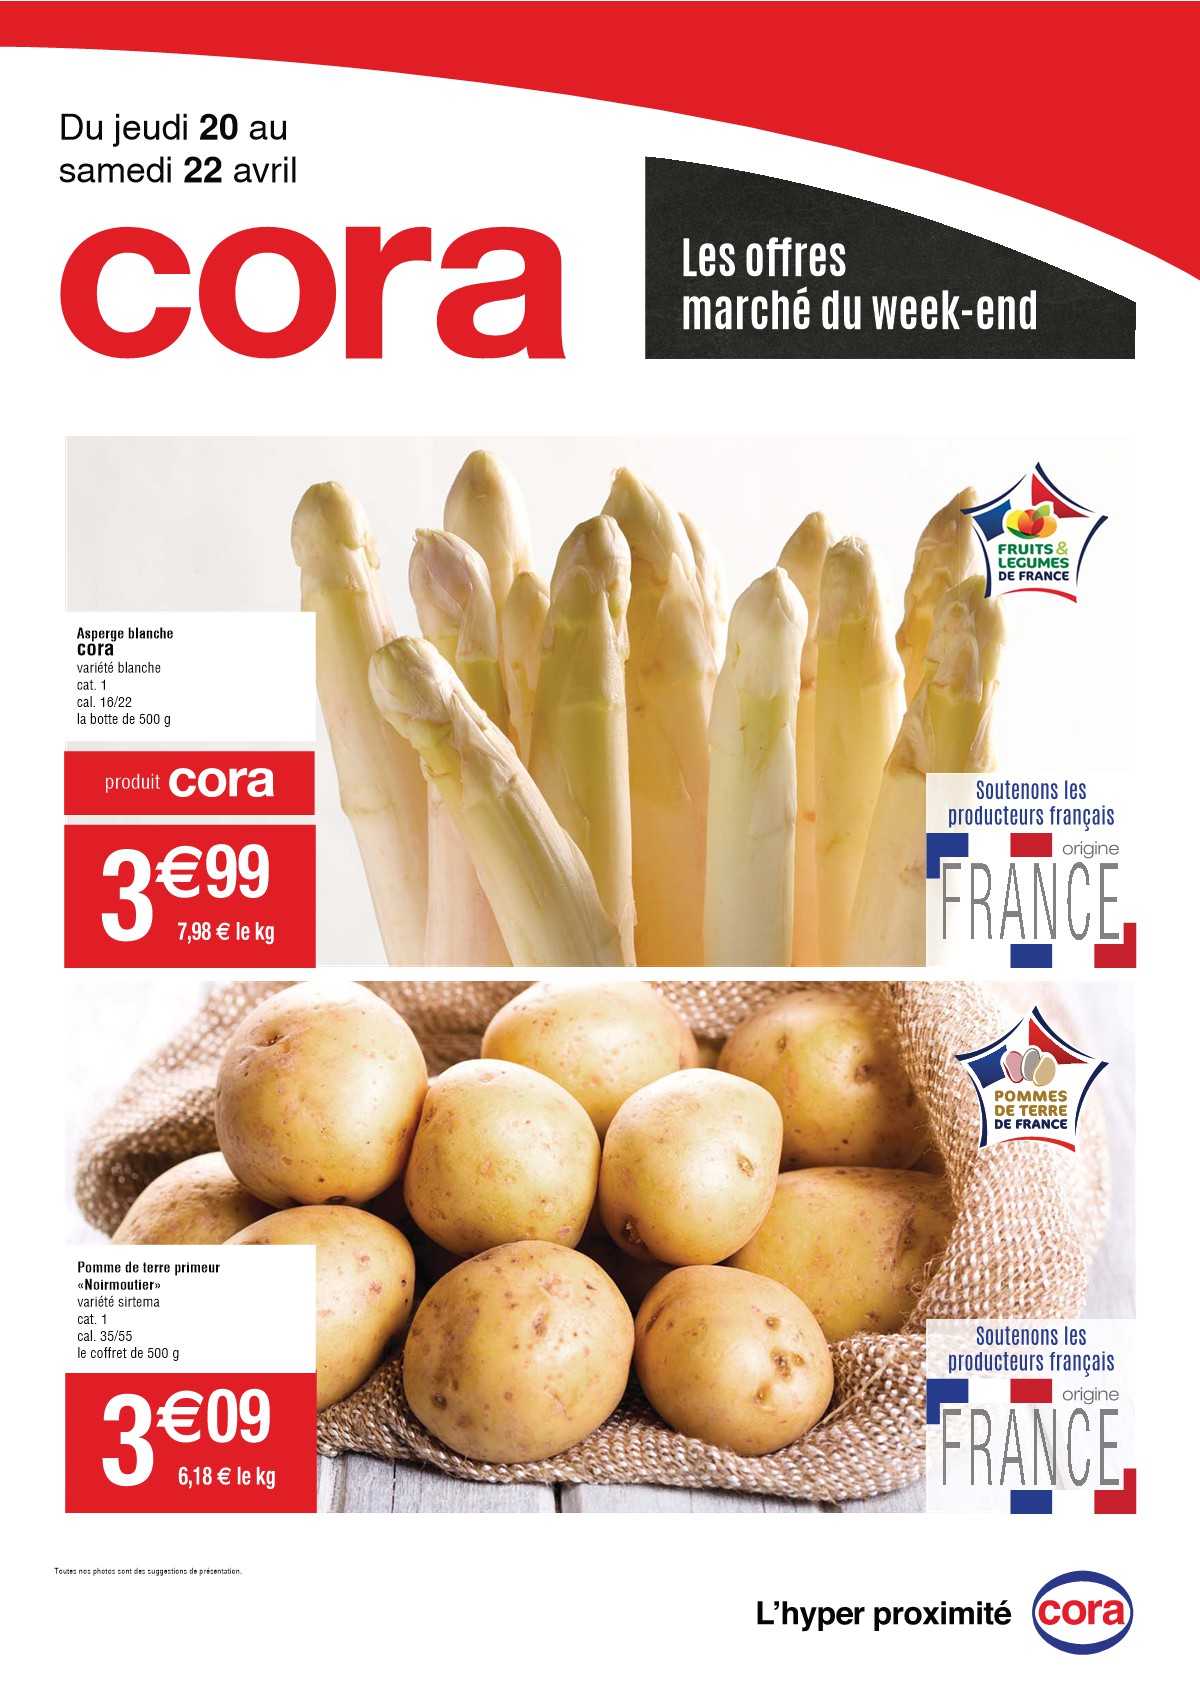 Du jeudi 20 au
samedi 22 avril
cora
Les offres
marché du week-end
FRUITS &
LEGUMES
DE FRANCE
Asperge blanche
cora
variété blanche
cat. 1
cal. 16/22
la botte de 500 g
produit cora
3€99
7,98 € le kg
Soutenons les
producteurs français
origine
FRANCE
POMMES
DE TERRE
DE FRANCE
Pomme de terre primeur
«Noirmoutier»
variété sirtema
cat. 1
cal. 35/55
le coffret de 500 g
3€09
6,18 € le kg
Soutenons les
producteurs français
origine
FRANCE
Toutes nos photos sont des suggestions de présentation.
L'hyper proximité cora